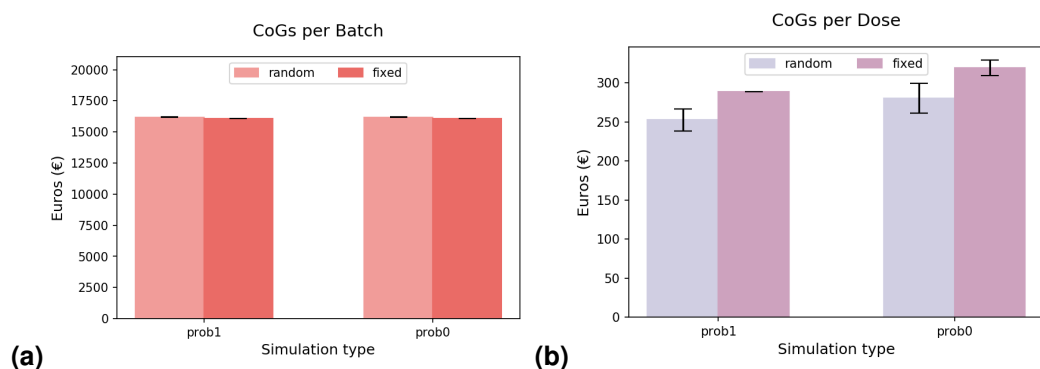 CoGs per Batch
random fixed
20000
17500
15000
12500
10000
7500
5000
2500
0
Euros (€)
prob1 prob0
Simulation type
(a)
CoGs per Dose
random fixed
300
250
200
150
100
50
0
Euros (€)
prob1 prob0
Simulation type
(b)